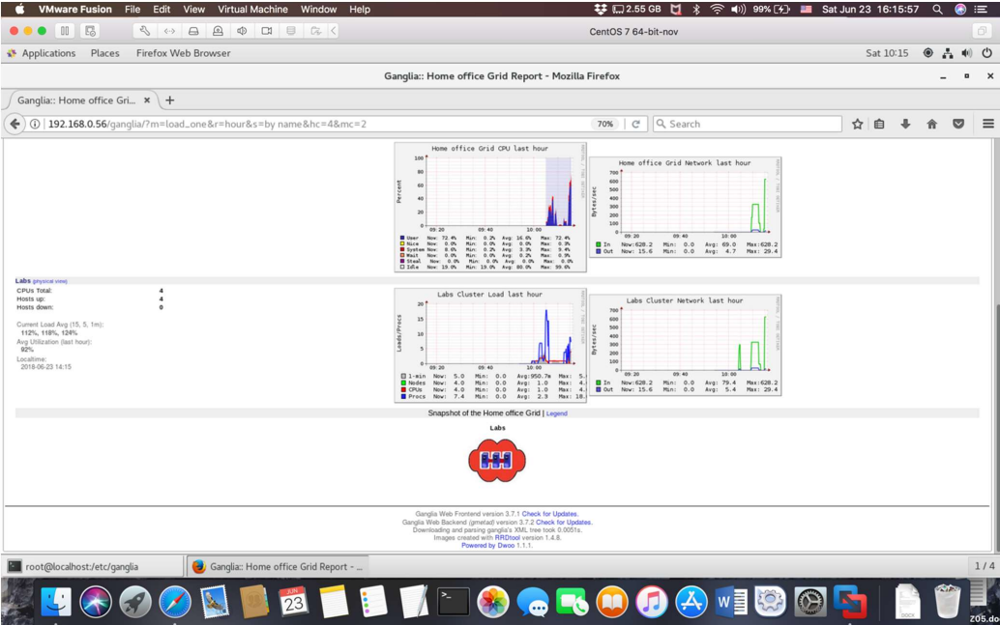 VMware Fusion File Edit View Virtual Machine Window Help 2.55 GB 99% Sat Jun 23 16:15:57
CentOS 7 64-bit-nov
Applications Places Firefox Web Browser Sat 10:15
Ganglia:: Home office Grid Report - Mozilla Firefox
Ganglia:: Home office Gri... × +
192.168.0.56/ganglia/?m=load_one&r=hour&s=by name&hc=4&mc=2 70% Search
Home office Grid CPU last hour
Percent
100
80
60
40
20
0
09:20 09:40 10:00
User Now: 72.4% Min: 0.2% Avg: 16.6% Max: 72.4%
Nice Now: 0.0% Min: 0.0% Avg: 0.0% Max: 0.3%
System Now: 8.6% Min: 0.2% Avg: 3.3% Max: 9.4%
Wait Now: 0.0% Min: 0.0% Avg: 0.2% Max: 0.9%
Steal Now: 0.0% Min: 0.0% Avg: 0.0% Max: 0.0%
Idle Now: 19.0% Min: 19.0% Avg: 80.0% Max: 99.6%
Home office Grid Network last hour
Bytes/sec
700
600
500
400
300
200
100
0
09:20 09:40 10:00
In Now:628.2 Min: 0.0 Avg: 69.0 Max:628.2
Out Now: 15.6 Min: 0.0 Avg: 4.7 Max: 29.4
Labs (physical view)
CPUs Total: 4
Hosts up: 4
Hosts down: 0
Current Load Avg (15, 5, 1m):
112%, 118%, 124%
Avg Utilization (last hour):
92%
Localtime:
2018-06-23 14:15
Labs Cluster Load last hour
Loads/Procs
20
15
10
5
0
09:20 09:40 10:00
1-min Now: 5.0 Min: 0.0 Avg:950.7m Max: 5.
Nodes Now: 4.0 Min: 0.0 Avg: 1.0 Max: 4.
CPUs Now: 4.0 Min: 0.0 Avg: 1.0 Max: 4.
Procs Now: 7.4 Min: 0.0 Avg: 2.9 Max: 18.
Labs Cluster Network last hour
Bytes/sec
700
600
500
400
300
200
100
0
09:20 09:40 10:00
In Now:628.2 Min: 0.0 Avg: 79.4 Max:628.2
Out Now: 15.6 Min: 0.0 Avg: 5.4 Max: 29.4
Snapshot of the Home office Grid | Legend
Labs
Ganglia Web Frontend version 3.7.1 Check for Updates.
Ganglia Web Backend (gmetad) version 3.7.2 Check for Updates.
Downloading and parsing ganglia's XML tree took 0.0051s.
Images created with RRDtool version 1.4.8.
Powered by Dwoo 1.1.1.
root@localhost:/etc/ganglia Ganglia:: Home office Grid Report - ... 1 / 4
JUN
23
DOCX
Z05.do